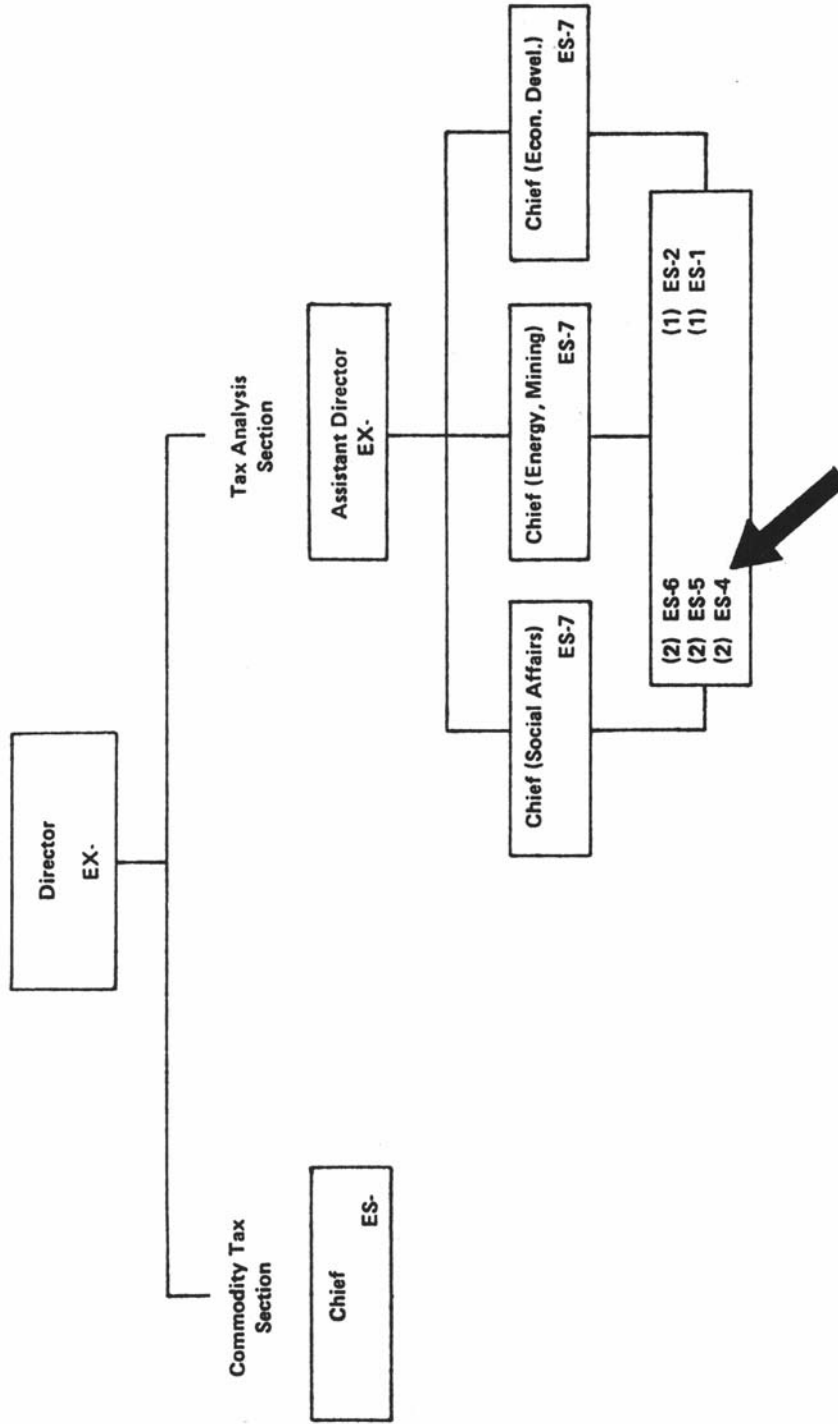 Director
EX-
Commodity Tax
Section
Tax Analysis
Section
Chief
ES-
Assistant Director
EX-
Chief (Social Affairs)
ES-7
Chief (Energy, Mining)
ES-7
Chief (Econ. Devel.)
ES-7
(2) ES-6
(2) ES-5
(2) ES-4
(1) ES-2
(1) ES-1